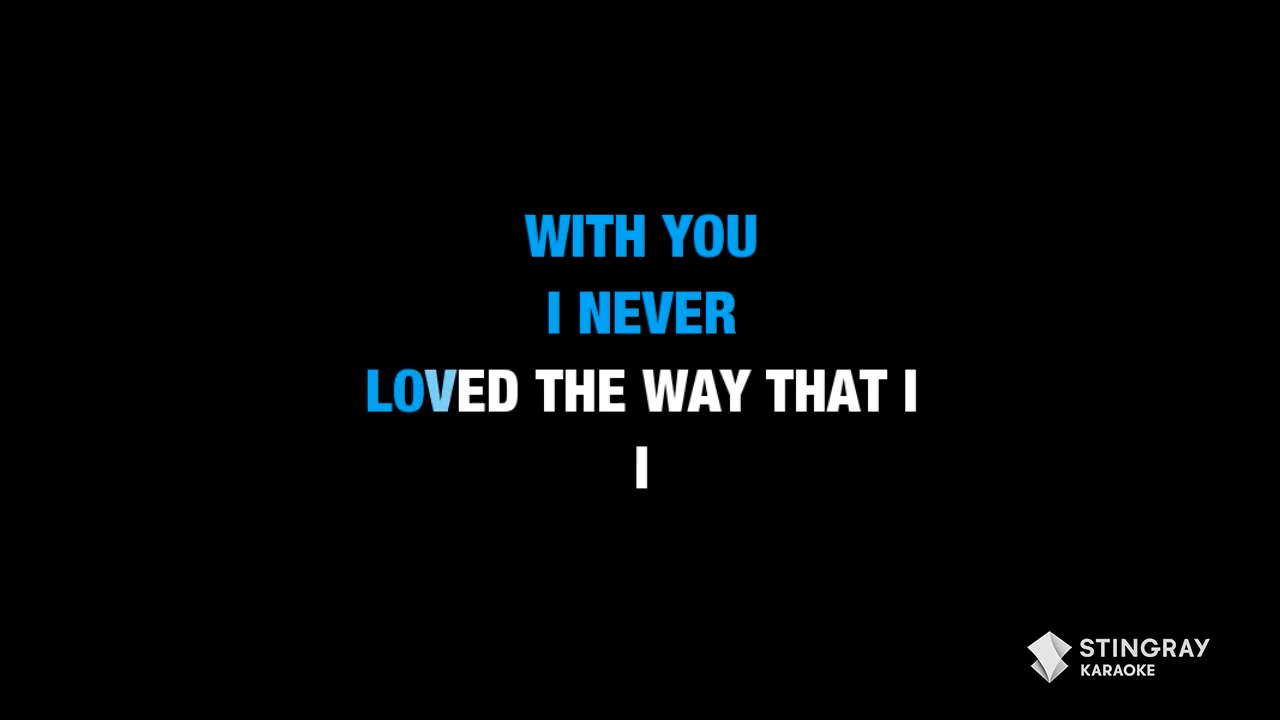 WITH YOU
I NEVER
LOVED THE WAY THAT I
I
STINGRAY
KARAOKE